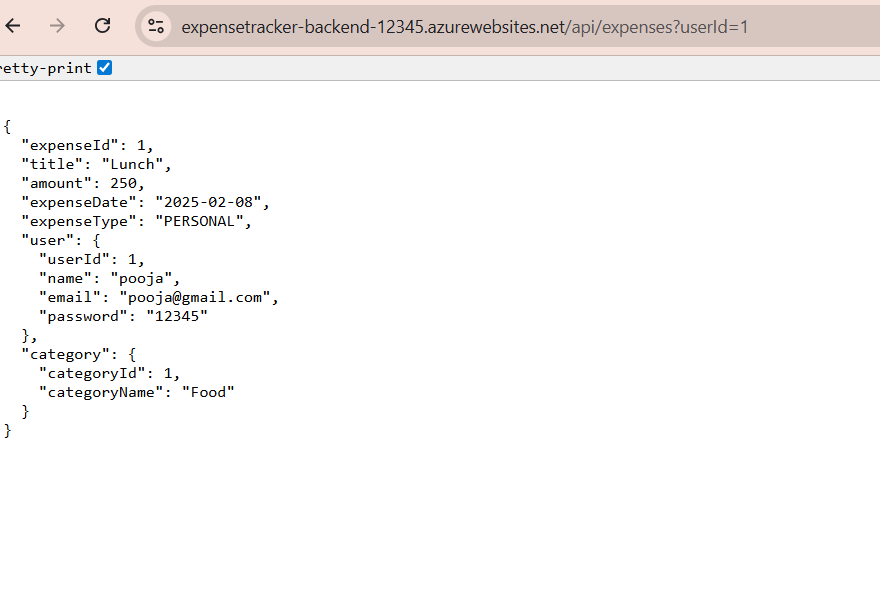 expensetracker-backend-12345.azurewebsites.net/api/expenses?userId=1
retty-print
{
  "expenseId": 1,
  "title": "Lunch",
  "amount": 250,
  "expenseDate": "2025-02-08",
  "expenseType": "PERSONAL",
  "user": {
    "userId": 1,
    "name": "pooja",
    "email": "pooja@gmail.com",
    "password": "12345"
  },
  "category": {
    "categoryId": 1,
    "categoryName": "Food"
  }
}